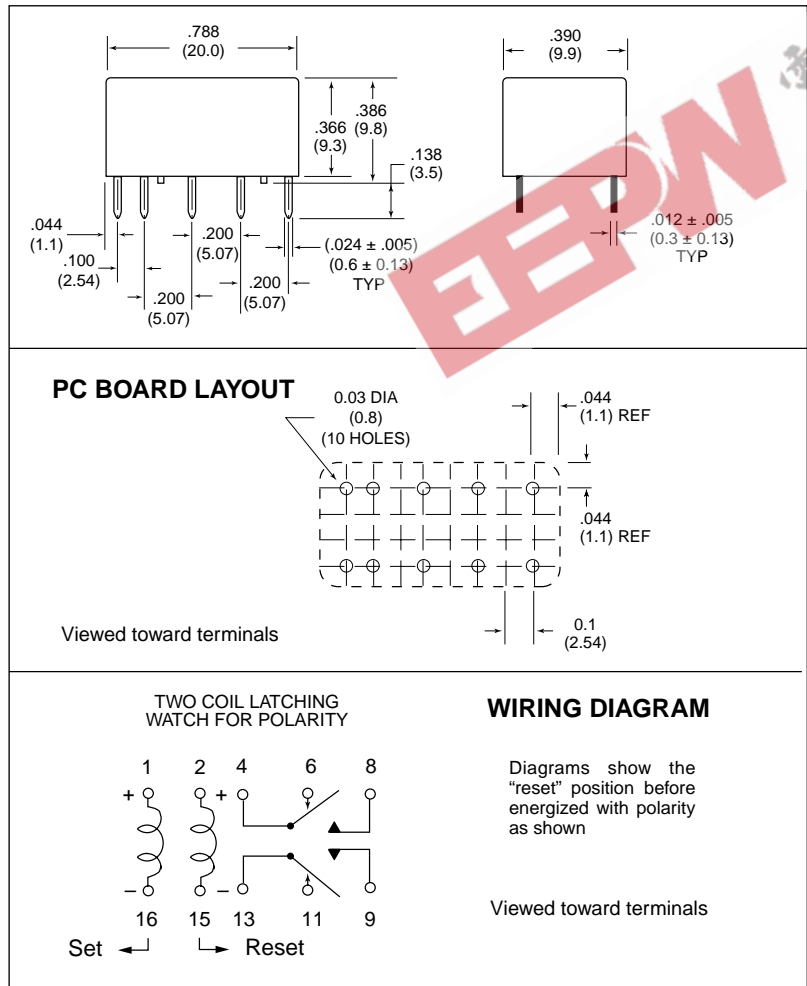 .788
(20.0)
.390
(9.9)
.366
(9.3)
.386
(9.8)
.138
(3.5)
.044
(1.1)
.100
(2.54)
.200
(5.07)
.200
(5.07)
.200
(5.07)
(.024 ± .005)
(0.6 ± 0.13)
TYP
.012 ± .005
(0.3 ± 0.13)
TYP
EEPW
PC BOARD LAYOUT
0.03 DIA
(0.8)
(10 HOLES)
.044
(1.1) REF
.044
(1.1) REF
0.1
(2.54)
Viewed toward terminals
TWO COIL LATCHING
WATCH FOR POLARITY
1 2 4 6 8
+ +
– –
16 15 13 11 9
Set Reset
WIRING DIAGRAM
Diagrams show the
“reset” position before
energized with polarity
as shown
Viewed toward terminals